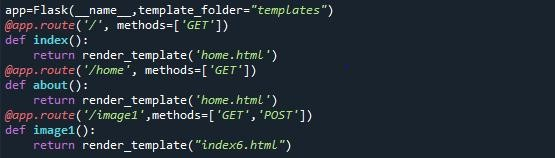 app=Flask(__name__,template_folder="templates")
@app.route('/', methods=['GET'])
def index():
    return render_template('home.html')
@app.route('/home', methods=['GET'])
def about():
    return render_template('home.html')
@app.route('/image1',methods=['GET','POST'])
def image1():
    return render_template("index6.html")